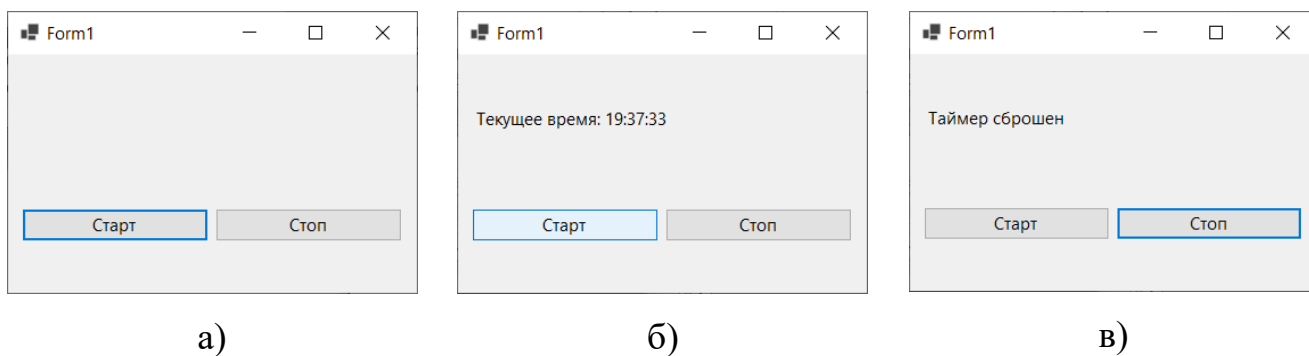 Form1
Старт Стоп
а)
Form1
Текущее время: 19:37:33
Старт Стоп
б)
Form1
Таймер сброшен
Старт Стоп
в)